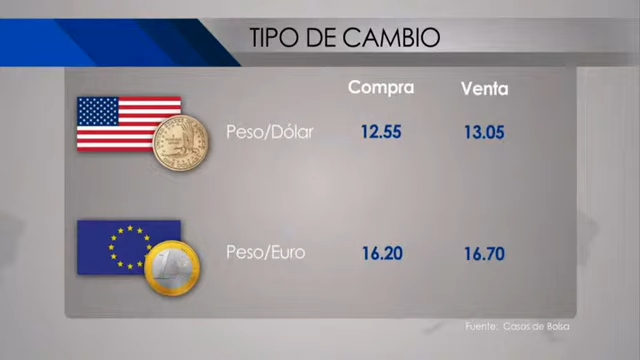 TIPO DE CAMBIO
Compra Venta
Peso/Dólar 12.55 13.05
Peso/Euro 16.20 16.70
Fuente: Casas de Bolsa